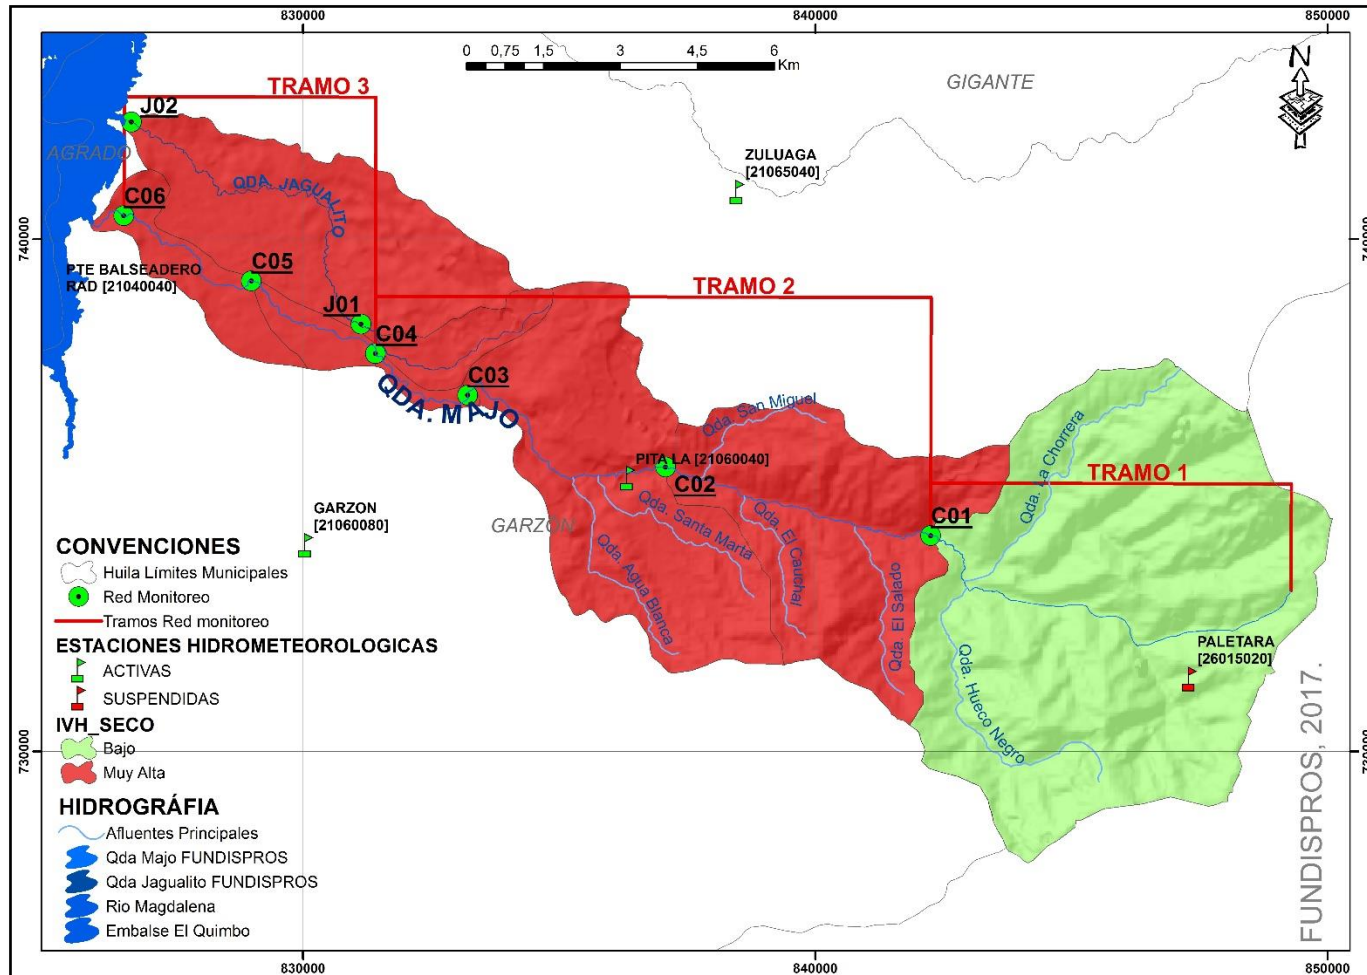 830000
840000
850000
0 0,75 1,5 3 4,5 6
Km
N
TRAMO 3
GIGANTE
J02
AGRADO
ZULUAGA
[21065040]
QDA. JAGUALITO
C06
740000
740000
C05
PTE BALSEADERO
RAD [21040040]
TRAMO 2
J01
C04
C03
QDA. MAJO
Qda. San Miguel
Qda. La Chorrera
PITA LA [21060040]
TRAMO 1
C02
Qda. Santa Marta
GARZON
[21060080]
GARZON
Qda. El Cauchal
C01
Qda. Agua Blanca
Qda. El Salado
PALETARA
[26015020]
Qda. Hueco Negro
730000
730000
CONVENCIONES
Huila Límites Municipales
Red Monitoreo
Tramos Red monitoreo
ESTACIONES HIDROMETEOROLOGICAS
ACTIVAS
SUSPENDIDAS
IVH_SECO
Bajo
Muy Alta
HIDROGRÁFIA
Afluentes Principales
Qda Majo FUNDISPROS
Qda Jagualito FUNDISPROS
Rio Magdalena
Embalse El Quimbo
FUNDISPROS, 2017.
830000
840000
850000